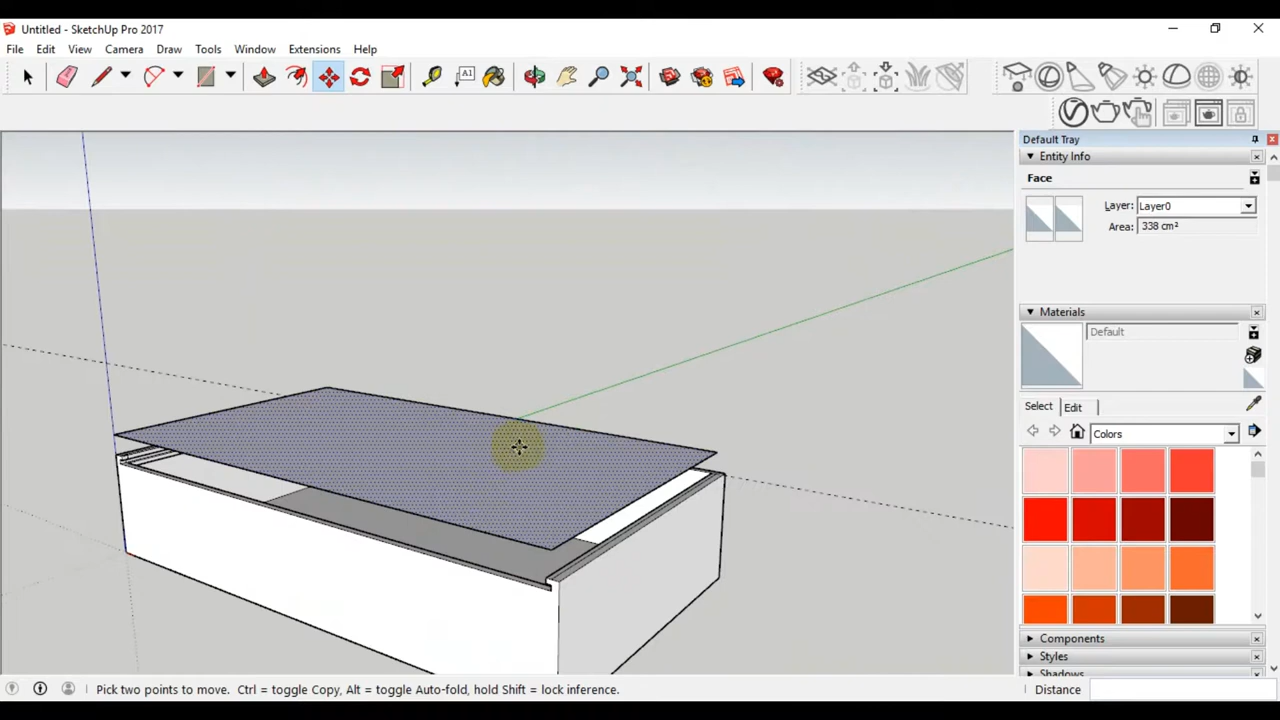 Untitled - SketchUp Pro 2017
File Edit View Camera Draw Tools Window Extensions Help
A1
Default Tray
Entity Info
Face
Layer: Layer0
Area: 338 cm²
Materials
Default
Select Edit
Colors
Components
Styles
Shadows
Pick two points to move. Ctrl = toggle Copy, Alt = toggle Auto-fold, hold Shift = lock inference.
Distance